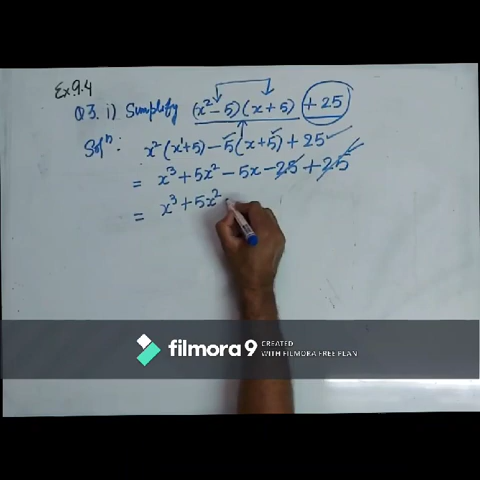 Ex 9.4
Q3. i) Simplify (x² - 5)(x + 5) + 25
Solⁿ: x²(x + 5) - 5(x + 5) + 25
= x³ + 5x² - 5x - 25 + 25
= x³ + 5x²
filmora 9 CREATED
WITH FILMORA FREE PLAN